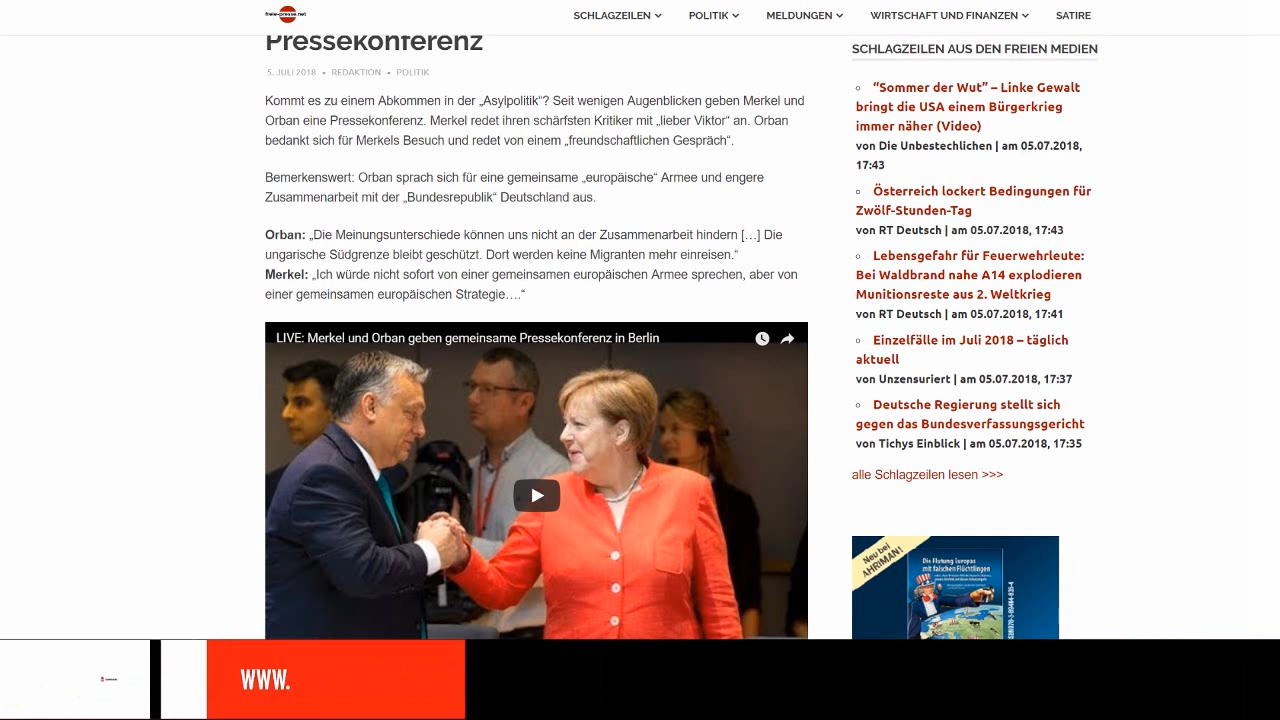 freie-presse.net
SCHLAGZEILEN
POLITIK
MELDUNGEN
WIRTSCHAFT UND FINANZEN
SATIRE
Pressekonferenz
5. JULI 2018 • REDAKTION • POLITIK
Kommt es zu einem Abkommen in der „Asylpolitik“? Seit wenigen Augenblicken geben Merkel und
Orban eine Pressekonferenz. Merkel redet ihren schärfsten Kritiker mit „lieber Viktor“ an. Orban
bedankt sich für Merkels Besuch und redet von einem „freundschaftlichen Gespräch“.
Bemerkenswert: Orban sprach sich für eine gemeinsame „europäische“ Armee und engere
Zusammenarbeit mit der „Bundesrepublik“ Deutschland aus.
Orban: „Die Meinungsunterschiede können uns nicht an der Zusammenarbeit hindern […] Die
ungarische Südgrenze bleibt geschützt. Dort werden keine Migranten mehr einreisen.“
Merkel: „Ich würde nicht sofort von einer gemeinsamen europäischen Armee sprechen, aber von
einer gemeinsamen europäischen Strategie….“
LIVE: Merkel und Orban geben gemeinsame Pressekonferenz in Berlin
SCHLAGZEILEN AUS DEN FREIEN MEDIEN
“Sommer der Wut” – Linke Gewalt
bringt die USA einem Bürgerkrieg
immer näher (Video)
von Die Unbestechlichen | am 05.07.2018,
17:43
Österreich lockert Bedingungen für
Zwölf-Stunden-Tag
von RT Deutsch | am 05.07.2018, 17:43
Lebensgefahr für Feuerwehrleute:
Bei Waldbrand nahe A14 explodieren
Munitionsreste aus 2. Weltkrieg
von RT Deutsch | am 05.07.2018, 17:41
Einzelfälle im Juli 2018 – täglich
aktuell
von Unzensuriert | am 05.07.2018, 17:37
Deutsche Regierung stellt sich
gegen das Bundesverfassungsgericht
von Tichys Einblick | am 05.07.2018, 17:35
alle Schlagzeilen lesen >>>
Neu bei
AHRIMAN!
Die Flutung Europas
mit falschen Flüchtlingen
WWW.